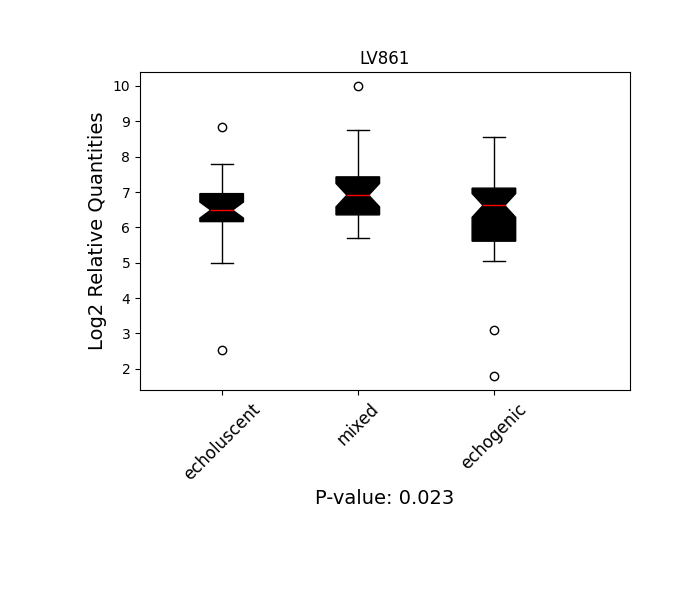 LV861
Log2 Relative Quantities
10
9
8
7
6
5
4
3
2
echoluscent
mixed
echogenic
P-value: 0.023